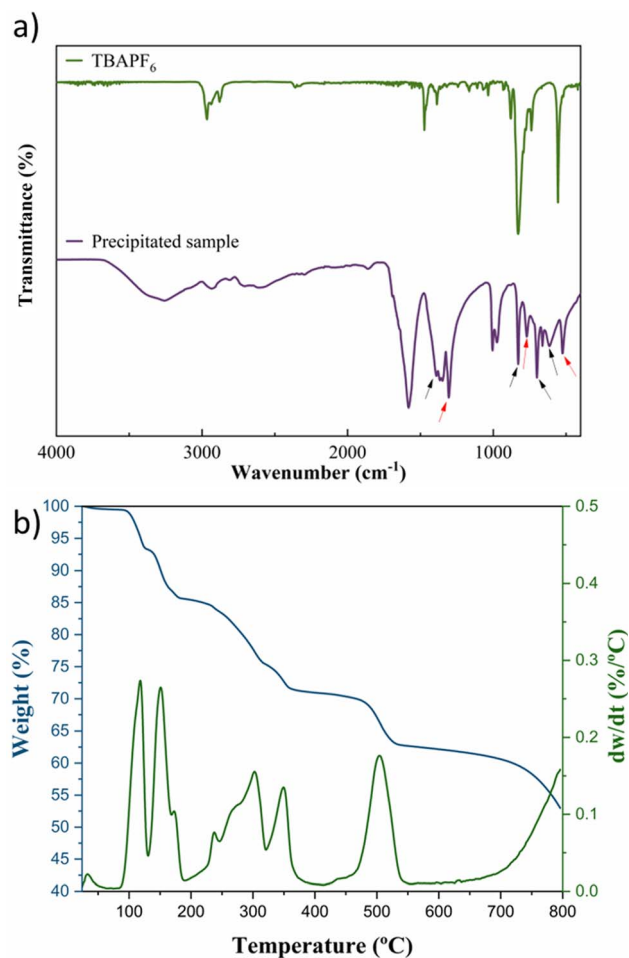 a)
TBAPF6
Precipitated sample
Transmittance (%)
4000 3000 2000 1000
Wavenumber (cm-1)
b)
100
95
90
85
80
75
70
65
60
55
50
45
40
Weight (%)
0.5
0.4
0.3
0.2
0.1
0.0
dw/dt (%/ºC)
100 200 300 400 500 600 700 800
Temperature (ºC)